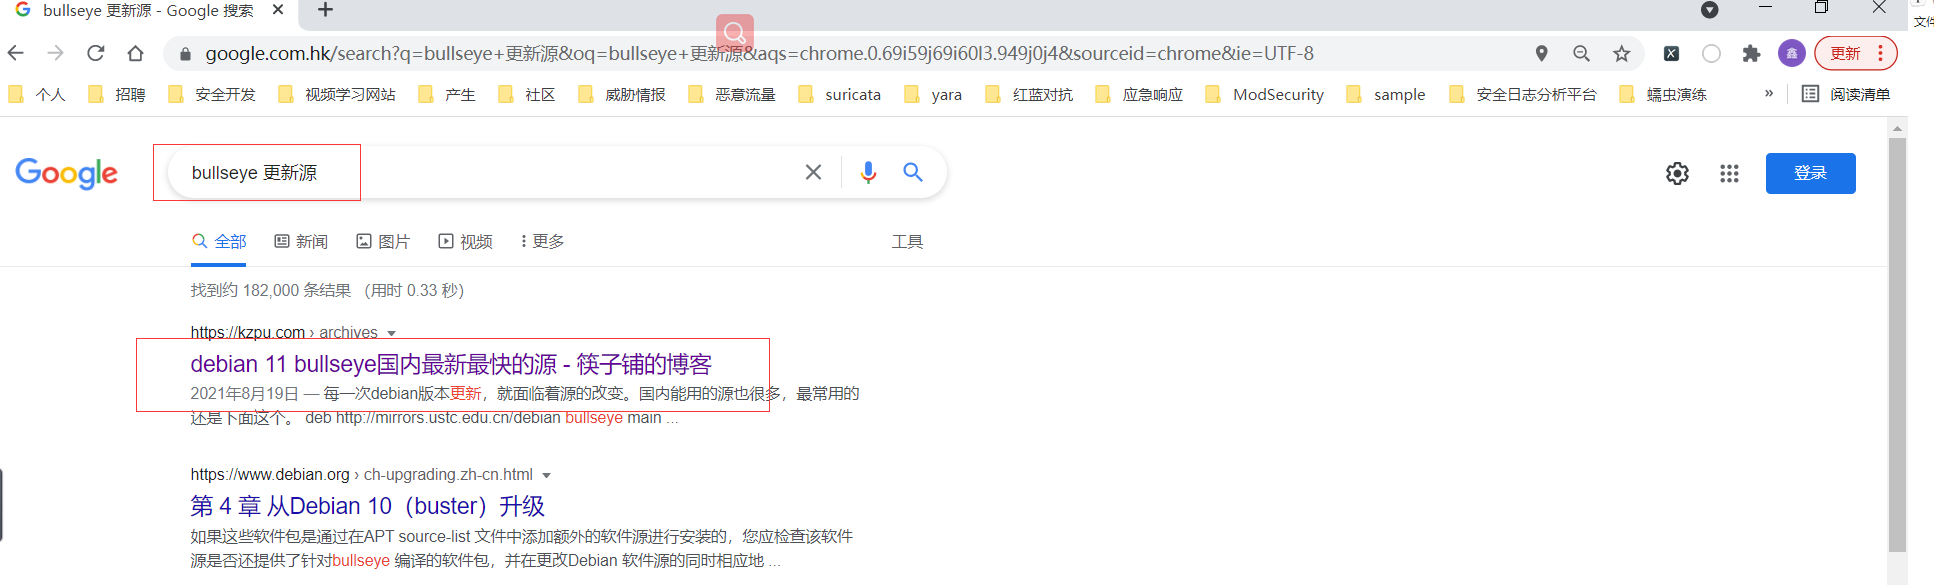 bullseye 更新源 - Google 搜索
文件
google.com.hk/search?q=bullseye+更新源&oq=bullseye+更新源&aqs=chrome.0.69i59j69i60l3.949j0j4&sourceid=chrome&ie=UTF-8
鑫
更新
个人 招聘 安全开发 视频学习网站 产生 社区 威胁情报 恶意流量 suricata yara 红蓝对抗 应急响应 ModSecurity sample 安全日志分析平台 蠕虫演练 » 阅读清单
Google
bullseye 更新源
登录
全部 新闻 图片 视频 更多 工具
找到约 182,000 条结果 （用时 0.33 秒）
https://kzpu.com › archives
debian 11 bullseye国内最新最快的源 - 筷子铺的博客
2021年8月19日 — 每一次debian版本更新，就面临着源的改变。国内能用的源也很多，最常用的
还是下面这个。 deb http://mirrors.ustc.edu.cn/debian bullseye main ...
https://www.debian.org › ch-upgrading.zh-cn.html
第 4 章 从Debian 10（buster）升级
如果这些软件包是通过在APT source-list 文件中添加额外的软件源进行安装的，您应检查该软件
源是否还提供了针对bullseye 编译的软件包，并在更改Debian 软件源的同时相应地 ...